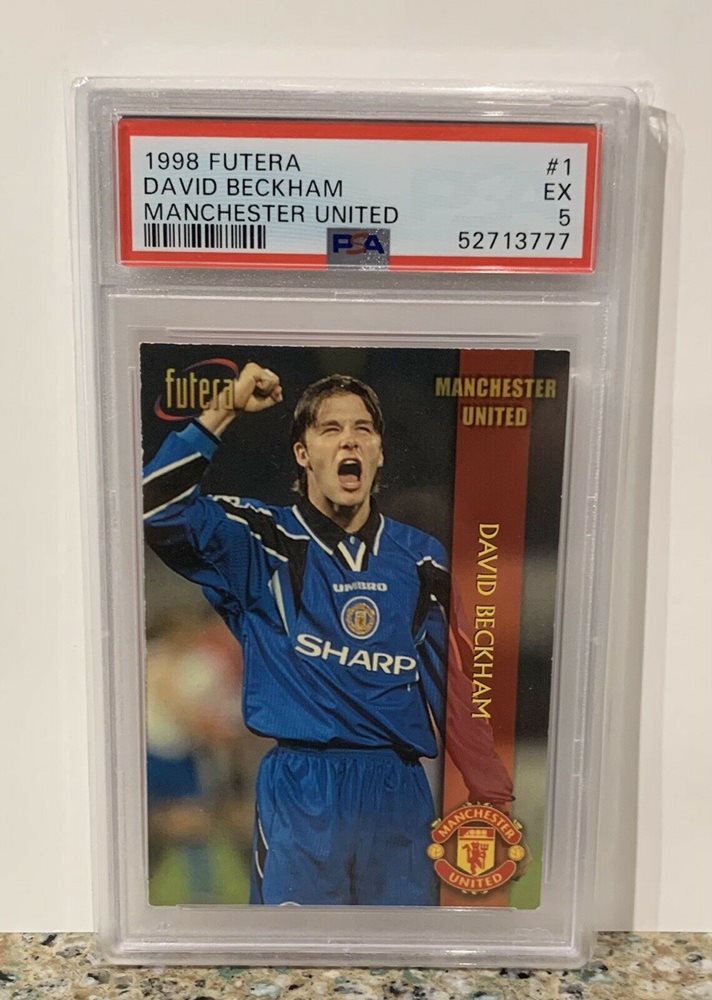 1998 FUTERA #1
DAVID BECKHAM EX
MANCHESTER UNITED 5
PSA 52713777
futera
MANCHESTER
UNITED
DAVID BECKHAM
UMBRO
SHARP
MANCHESTER
1998
UNITED